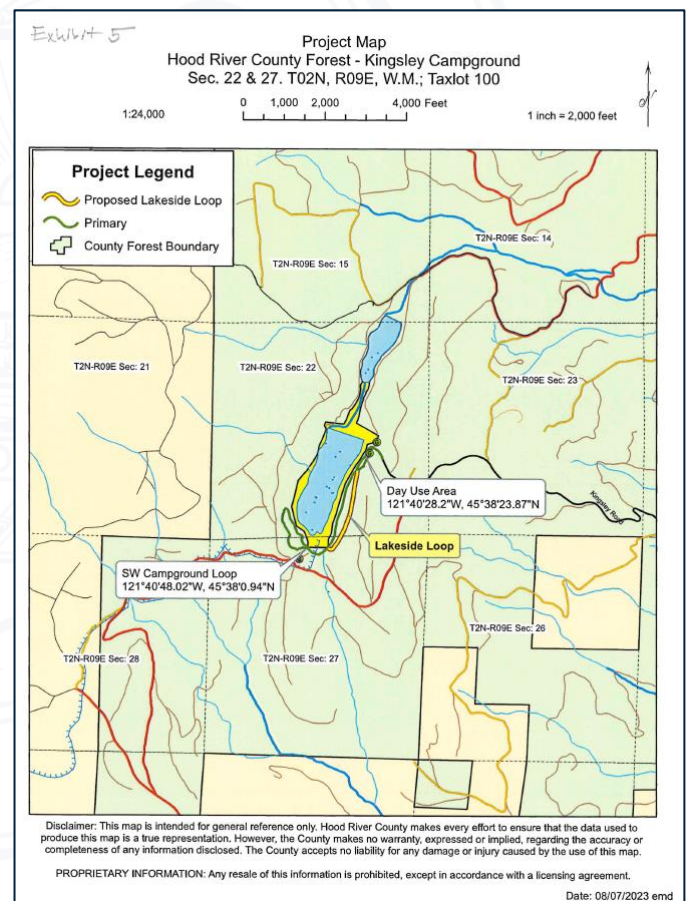 Exhibit 5
Project Map
Hood River County Forest - Kingsley Campground
Sec. 22 & 27. T02N, R09E, W.M.; Taxlot 100
1:24,000
0 1,000 2,000 4,000 Feet
1 inch = 2,000 feet
Project Legend
Proposed Lakeside Loop
Primary
County Forest Boundary
T2N-R09E Sec: 14
T2N-R09E Sec: 15
T2N-R09E Sec: 21
T2N-R09E Sec: 22
T2N-R09E Sec: 23
Day Use Area
121°40'28.2"W, 45°38'23.87"N
Kingsley Road
Lakeside Loop
SW Campground Loop
121°40'48.02"W, 45°38'0.94"N
T2N-R09E Sec: 26
T2N-R09E Sec: 28
T2N-R09E Sec: 27
Disclaimer: This map is intended for general reference only. Hood River County makes every effort to ensure that the data used to
produce this map is a true representation. However, the County makes no warranty, expressed or implied, regarding the accuracy or
completeness of any information disclosed. The County accepts no liability for any damage or injury caused by the use of this map.
PROPRIETARY INFORMATION: Any resale of this information is prohibited, except in accordance with a licensing agreement.
Date: 08/07/2023 emd